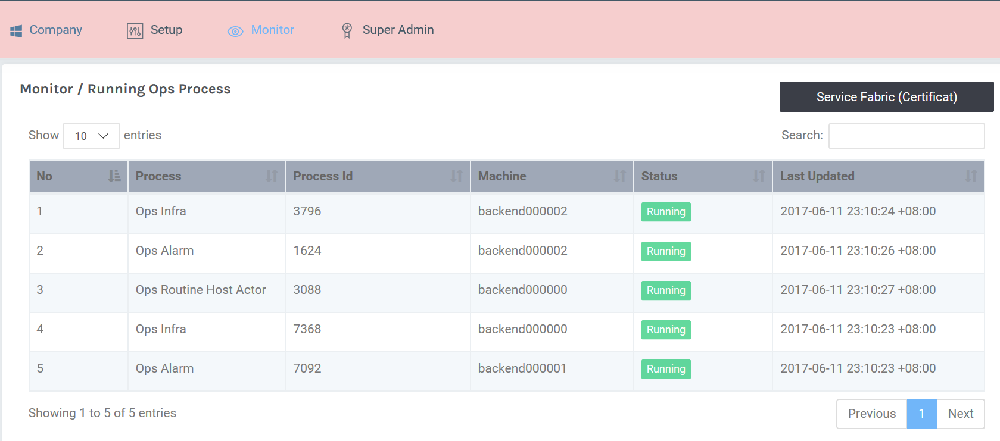 Company Setup Monitor Super Admin
Monitor / Running Ops Process
Service Fabric (Certificat)
Show 10 entries Search:
No Process Process Id Machine Status Last Updated
1 Ops Infra 3796 backend000002 Running 2017-06-11 23:10:24 +08:00
2 Ops Alarm 1624 backend000002 Running 2017-06-11 23:10:26 +08:00
3 Ops Routine Host Actor 3088 backend000000 Running 2017-06-11 23:10:27 +08:00
4 Ops Infra 7368 backend000000 Running 2017-06-11 23:10:23 +08:00
5 Ops Alarm 7092 backend000001 Running 2017-06-11 23:10:23 +08:00
Showing 1 to 5 of 5 entries Previous 1 Next